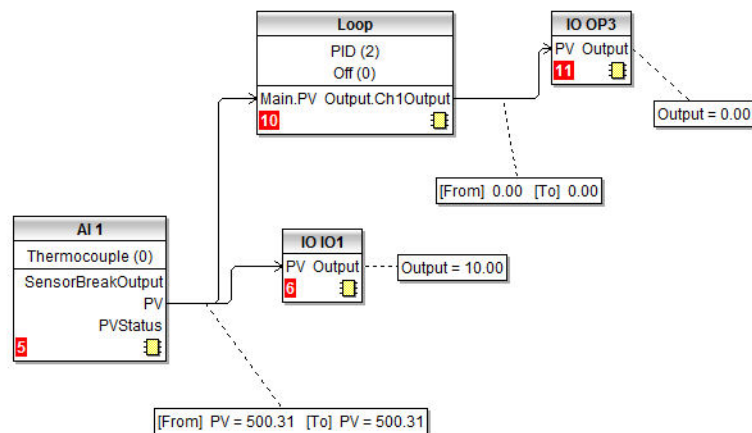 Loop
PID (2)
Off (0)
Main.PV Output.Ch1Output
10
IO OP3
PV Output
11
Output = 0.00
[From] 0.00 [To] 0.00
AI 1
Thermocouple (0)
SensorBreakOutput
PV
PVStatus
5
IO IO1
PV Output
6
Output = 10.00
[From] PV = 500.31 [To] PV = 500.31